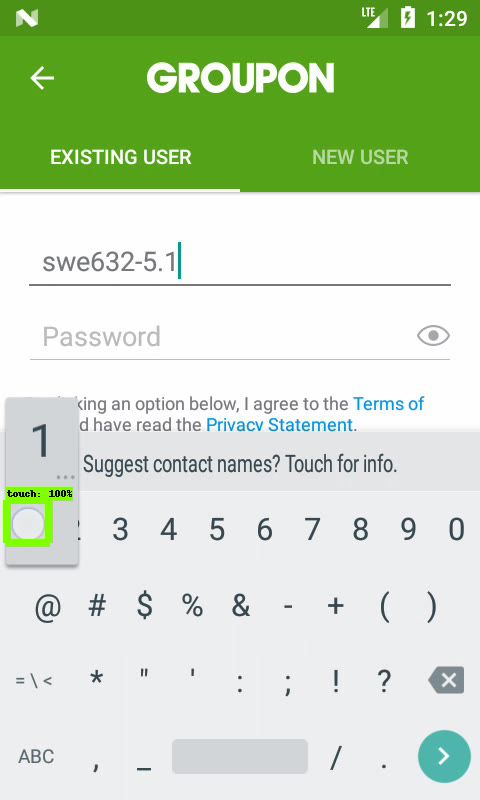 LTE 1:29
GROUPON
EXISTING USER NEW USER
swe632-5.1
Password
king an option below, I agree to the Terms of
d have read the Privacy Statement.
1
...
Suggest contact names? Touch for info.
touch: 100%
2 3 4 5 6 7 8 9 0
@ # $ % & - + ( )
= \ < * " ' : ; ! ?
ABC , _ / .